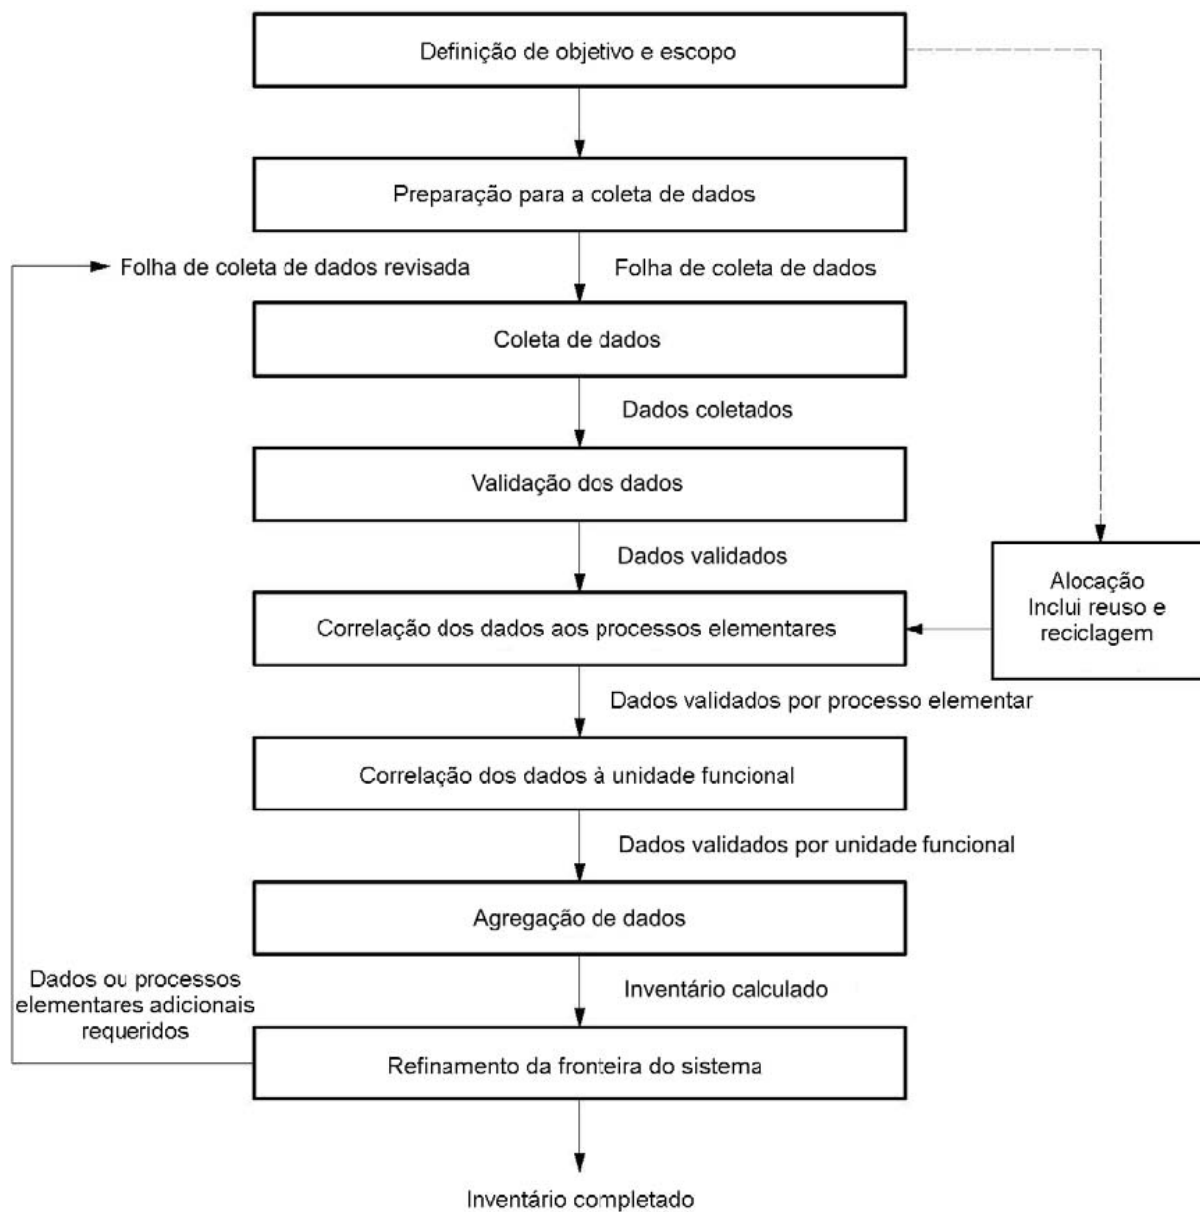 Definição de objetivo e escopo
Preparação para a coleta de dados
Folha de coleta de dados revisada
Folha de coleta de dados
Coleta de dados
Dados coletados
Validação dos dados
Dados validados
Alocação
Inclui reuso e
reciclagem
Correlação dos dados aos processos elementares
Dados validados por processo elementar
Correlação dos dados à unidade funcional
Dados validados por unidade funcional
Agregação de dados
Dados ou processos
elementares adicionais
requeridos
Inventário calculado
Refinamento da fronteira do sistema
Inventário completado